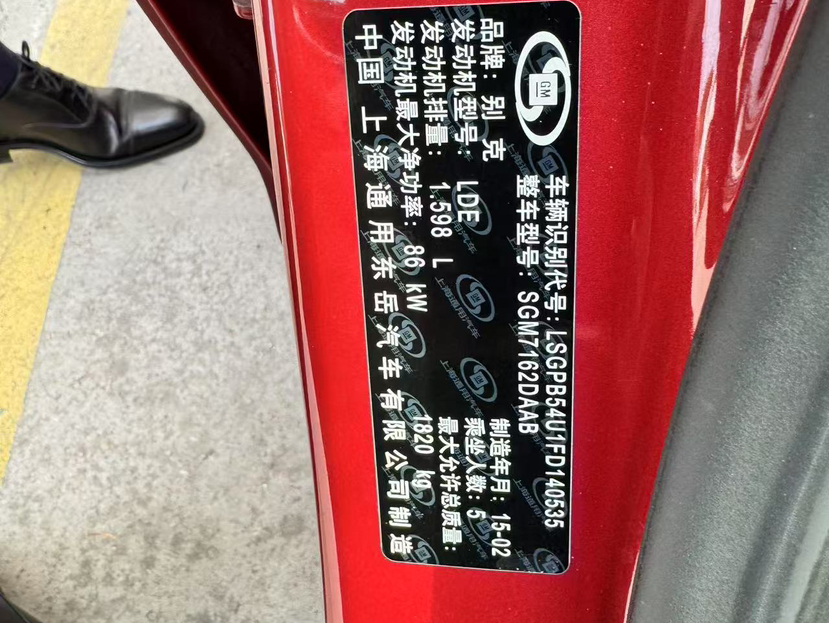 GM
车辆识别代号: LSGPB54U1FD140535
整车型号: SGM7162DAAB
品牌: 别克
制造年月: 15-02
发动机型号: LDE
乘坐人数: 5
发动机排量: 1.598 L
最大允许总质量:
发动机最大净功率: 86 kW
1820 kg
中国 上海通用东岳汽车有限公司制造